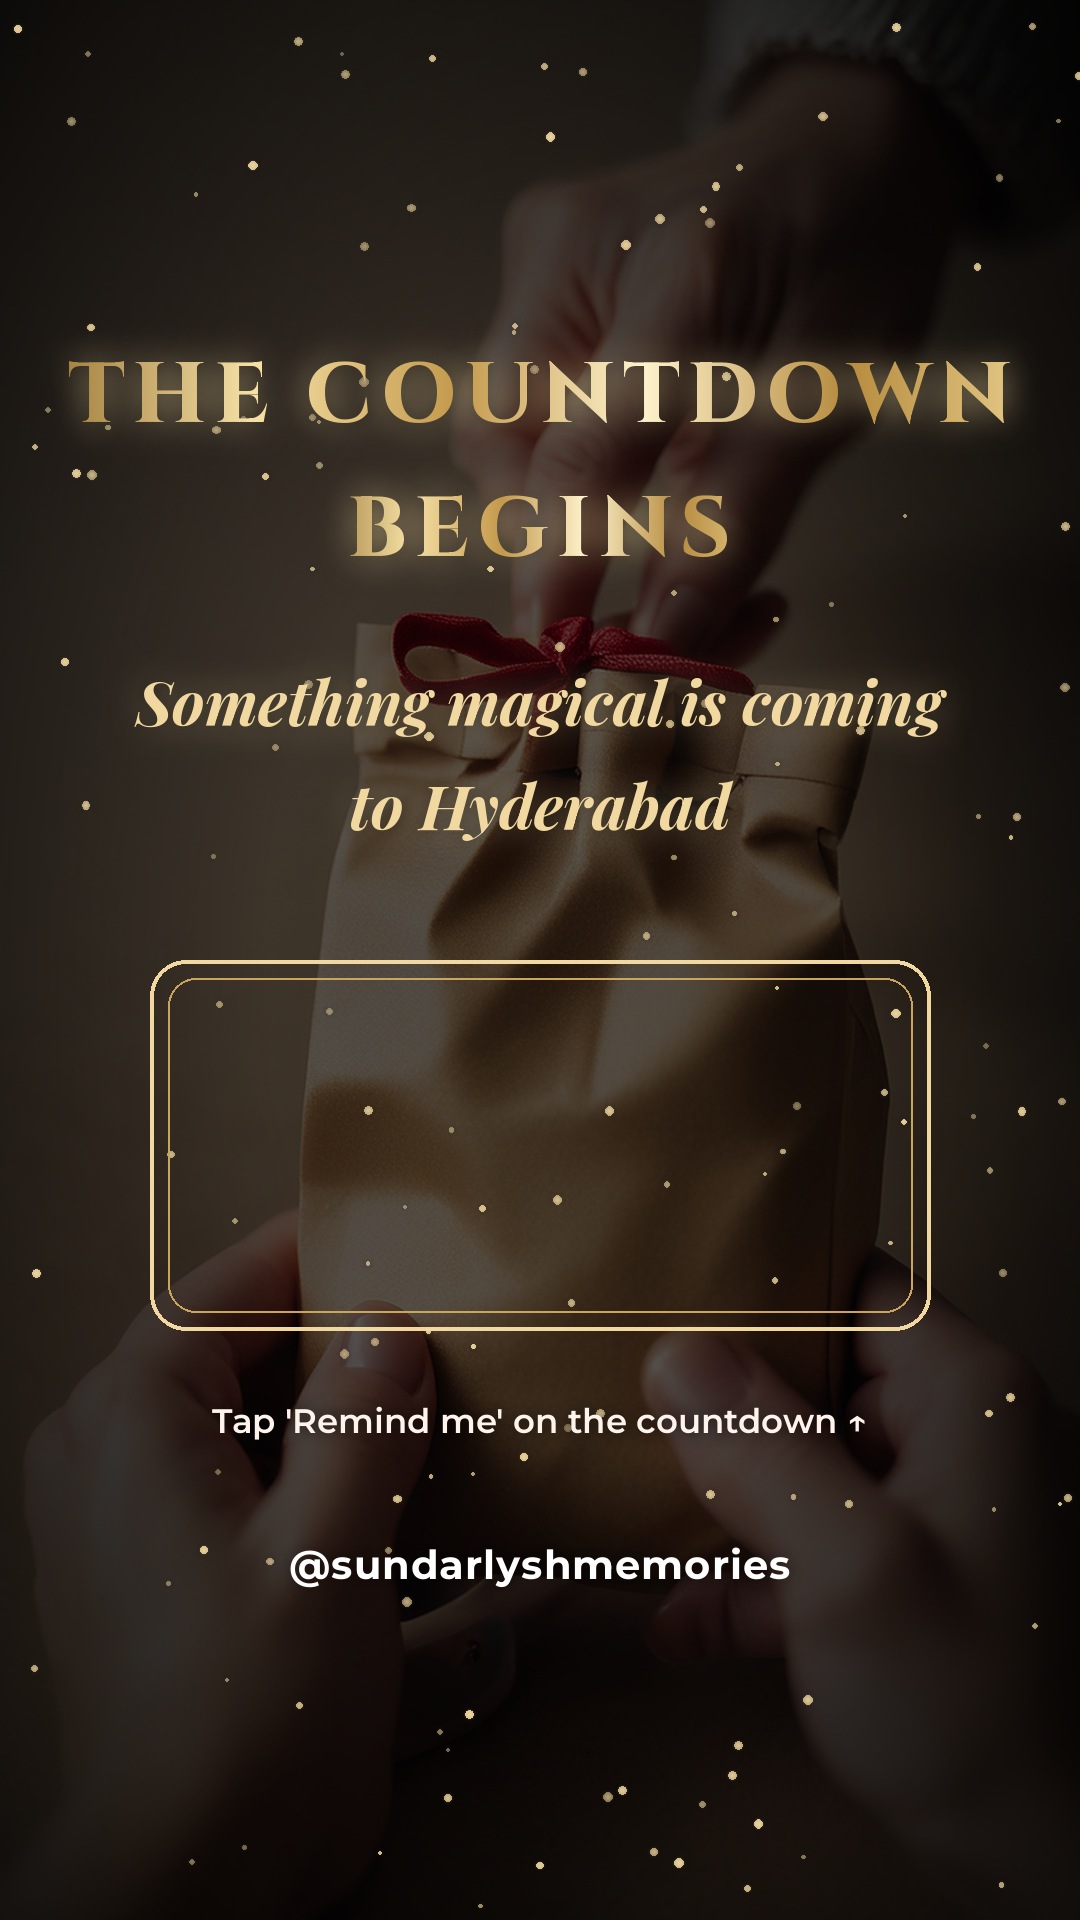 THE COUNTDOWN
BEGINS
Something magical is coming
to Hyderabad
Tap 'Remind me' on the countdown ↑
@sundarlyshmemories